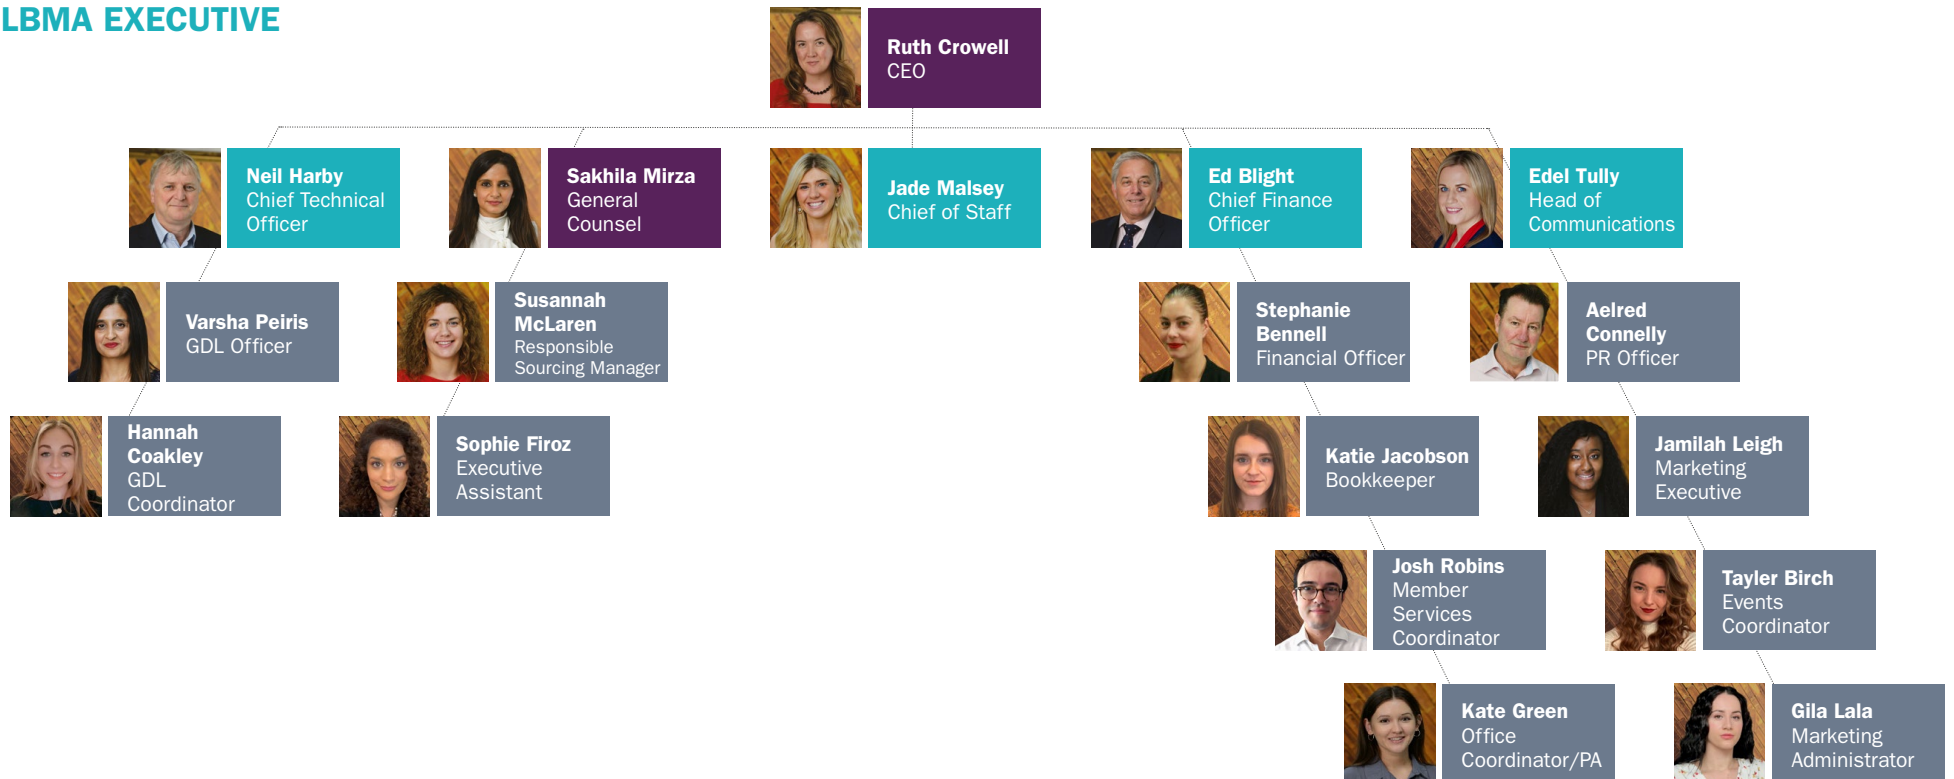 LBMA EXECUTIVE
Ruth Crowell
CEO
Neil Harby
Chief Technical
Officer
Sakhila Mirza
General
Counsel
Jade Malsey
Chief of Staff
Ed Blight
Chief Finance
Officer
Edel Tully
Head of
Communications
Varsha Peiris
GDL Officer
Susannah
McLaren
Responsible
Sourcing Manager
Stephanie
Bennell
Financial Officer
Aelred
Connelly
PR Officer
Hannah
Coakley
GDL
Coordinator
Sophie Firoz
Executive
Assistant
Katie Jacobson
Bookkeeper
Jamilah Leigh
Marketing
Executive
Josh Robins
Member
Services
Coordinator
Tayler Birch
Events
Coordinator
Kate Green
Office
Coordinator/PA
Gila Lala
Marketing
Administrator